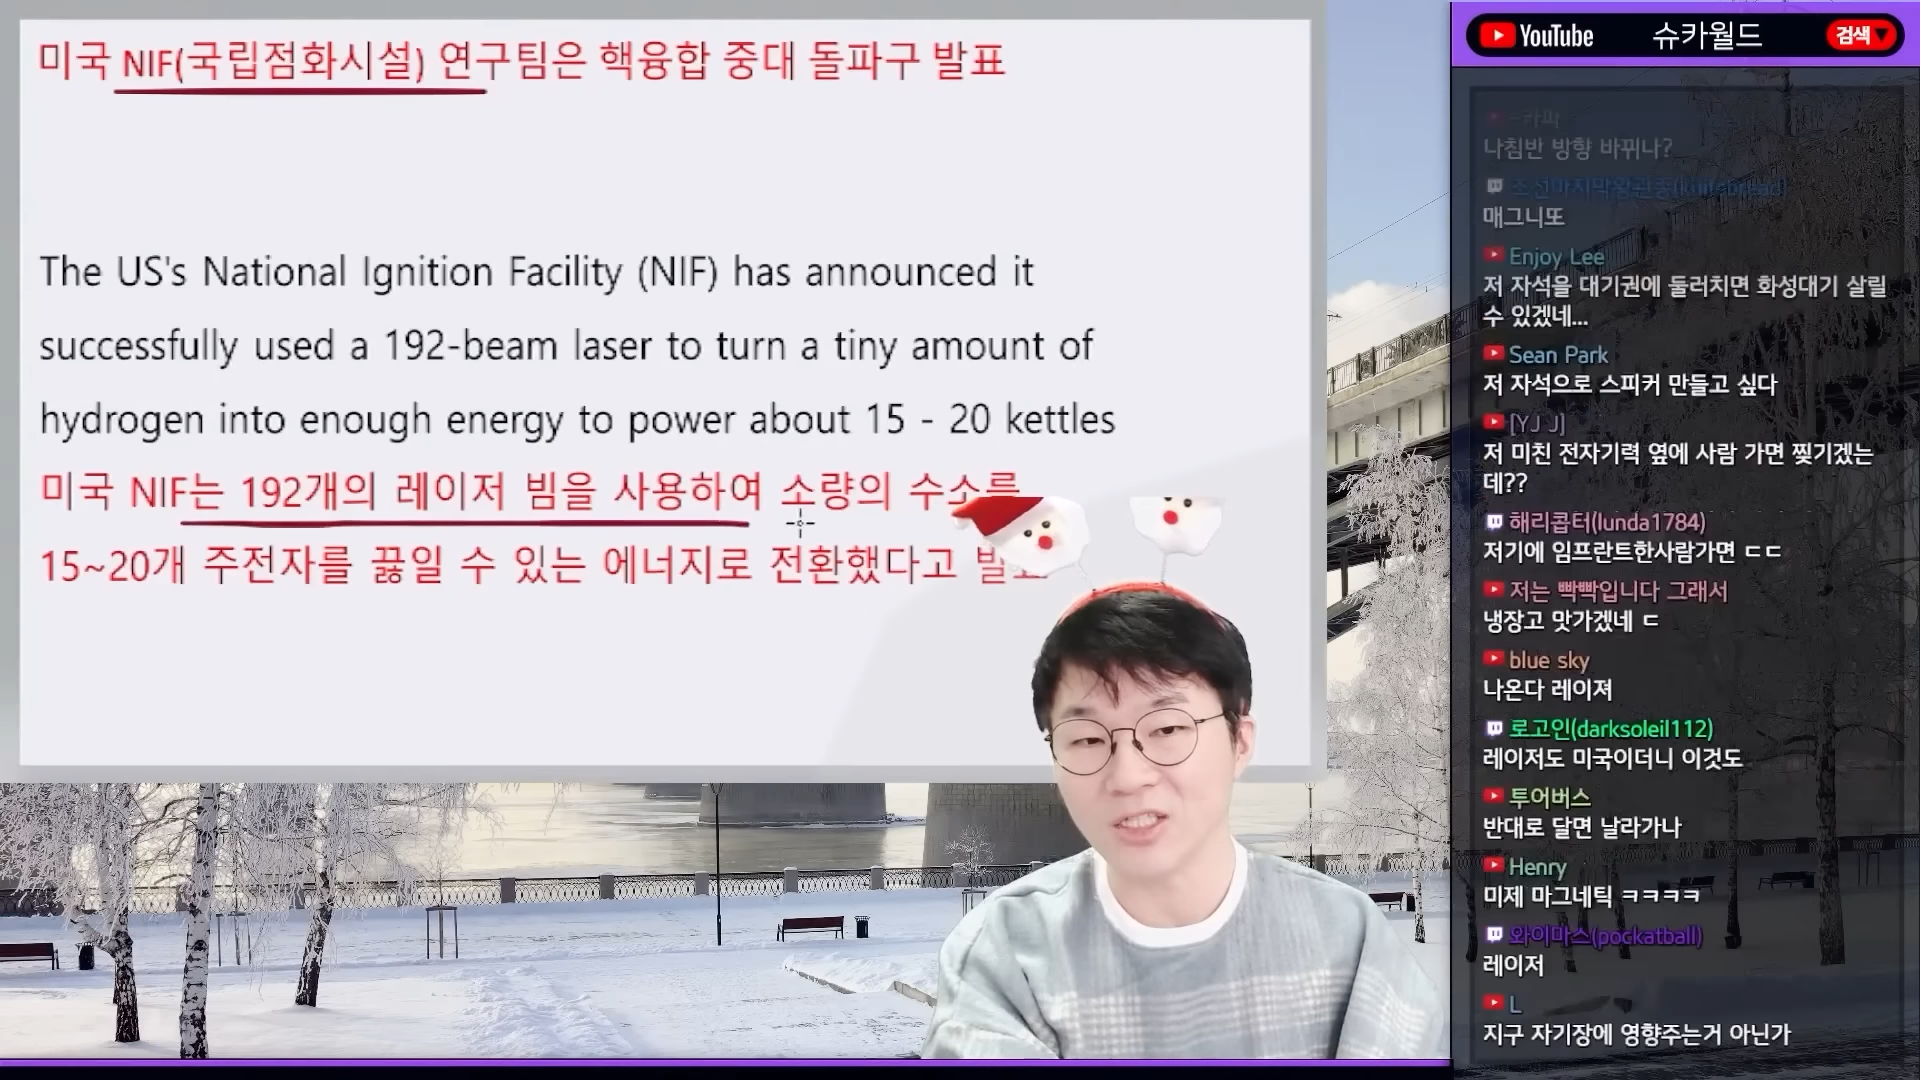 미국 NIF(국립점화시설) 연구팀은 핵융합 중대 돌파구 발표
The US's National Ignition Facility (NIF) has announced it
successfully used a 192-beam laser to turn a tiny amount of
hydrogen into enough energy to power about 15 - 20 kettles
미국 NIF는 192개의 레이저 빔을 사용하여 소량의 수소를
15~20개 주전자를 끓일 수 있는 에너지로 전환했다고 발표
YouTube 슈카월드 검색
나침반 방향 바뀌나?
매그니또
Enjoy Lee
저 자석을 대기권에 둘러치면 화성대기 살릴
수 있겠네...
Sean Park
저 자석으로 스피커 만들고 싶다
[YJ J]
저 미친 전자기력 옆에 사람 가면 찢기겠는
데??
해리콥터(lunda1784)
저기에 임프란트한사람가면 ㄷㄷ
저는 빡빡입니다 그래서
냉장고 맛가겠네 ㄷ
blue sky
나온다 레이져
로고인(darksoleil112)
레이저도 미국이더니 이것도
투어버스
반대로 달면 날라가나
Henry
미제 마그네틱 ㅋㅋㅋㅋ
와이마스(pockatball)
레이저
L
지구 자기장에 영향주는거 아닌가